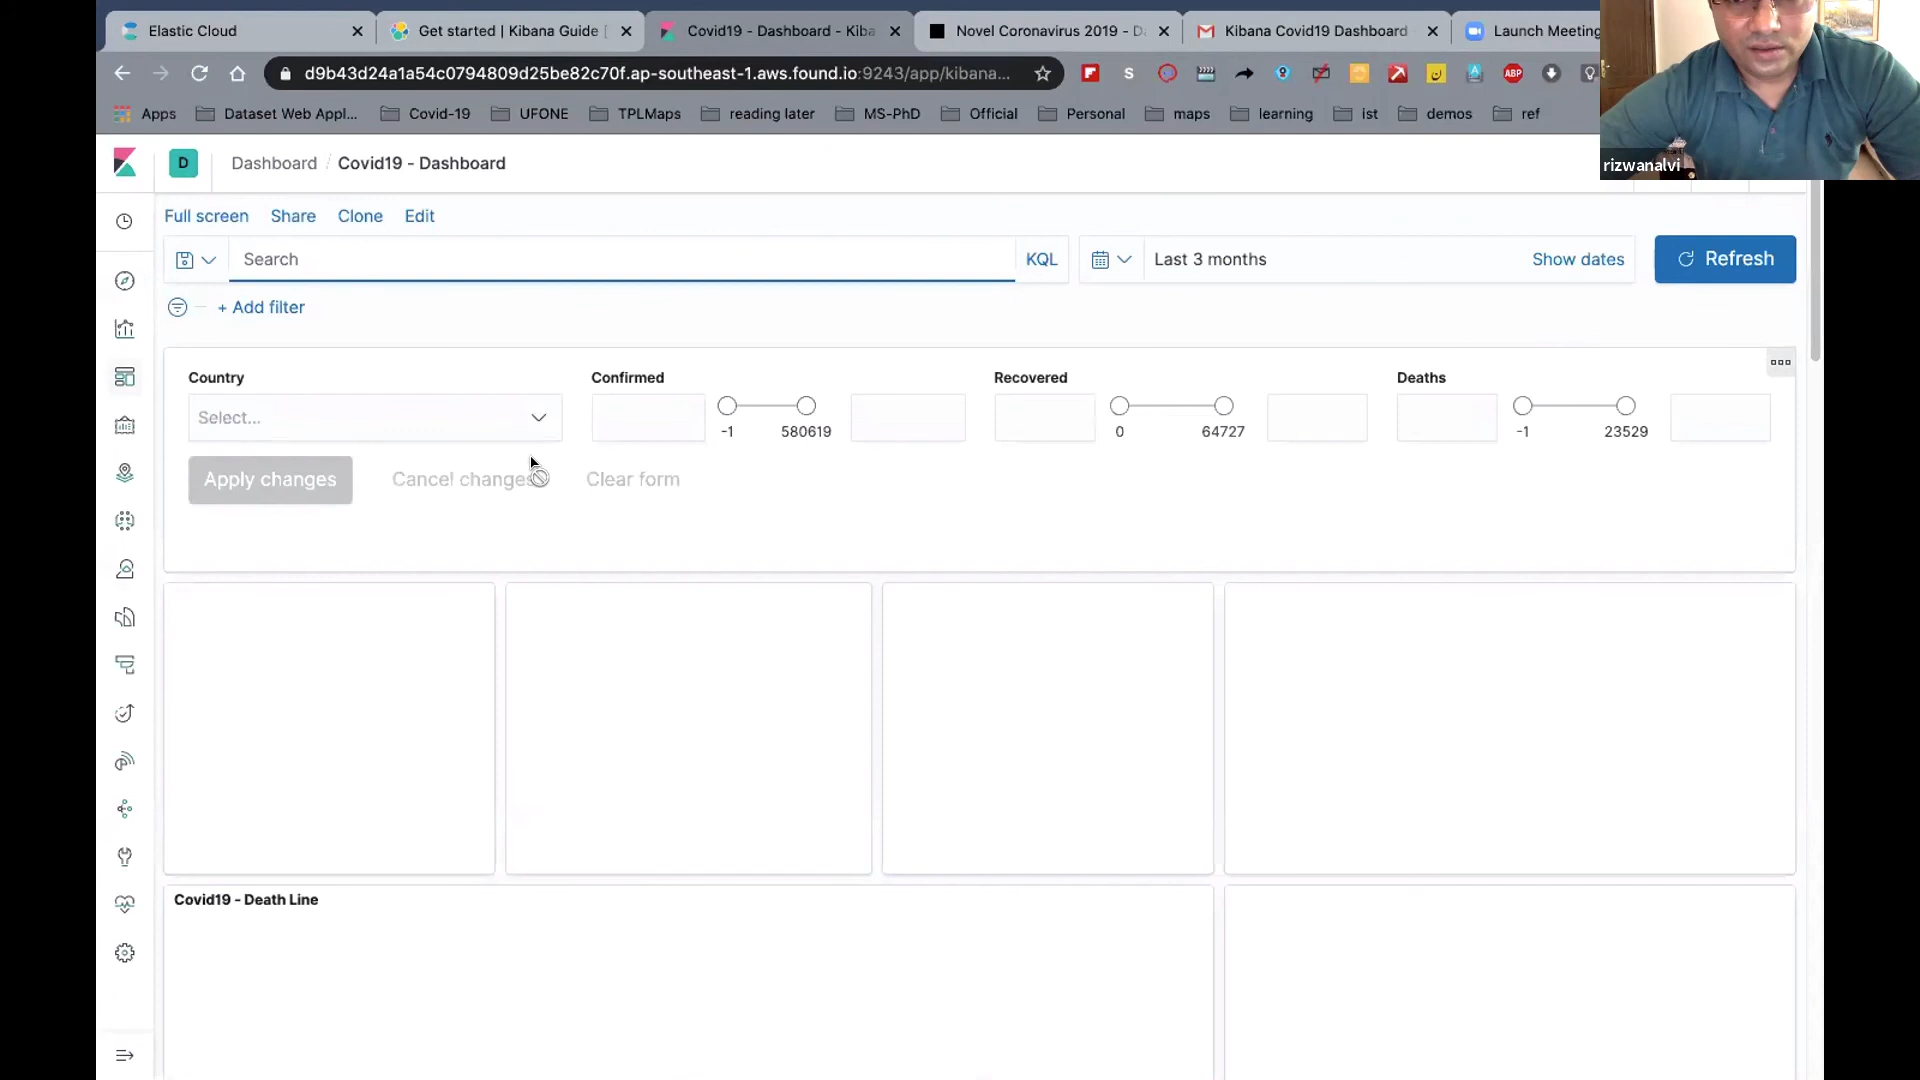 Elastic Cloud
Get started | Kibana Guide [
Covid19 - Dashboard - Kiba
Novel Coronavirus 2019 - D
Kibana Covid19 Dashboard
Launch Meeting
d9b43d24a1a54c0794809d25be82c70f.ap-southeast-1.aws.found.io:9243/app/kibana...
S
ABP
Apps
Dataset Web Appl...
Covid-19
UFONE
TPLMaps
reading later
MS-PhD
Official
Personal
maps
learning
ist
demos
ref
rizwanalvi
D
Dashboard / Covid19 - Dashboard
Full screen
Share
Clone
Edit
Search
KQL
Last 3 months
Show dates
Refresh
+ Add filter
Country
Confirmed
Recovered
Deaths
Select...
-1
580619
0
64727
-1
23529
Apply changes
Cancel changes
Clear form
Covid19 - Death Line